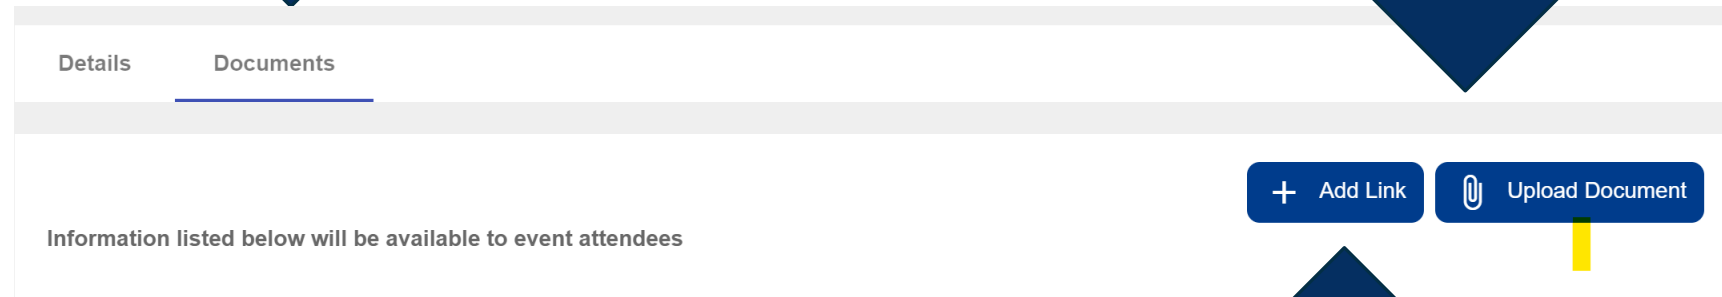 Details Documents
Add Link Upload Document
Information listed below will be available to event attendees